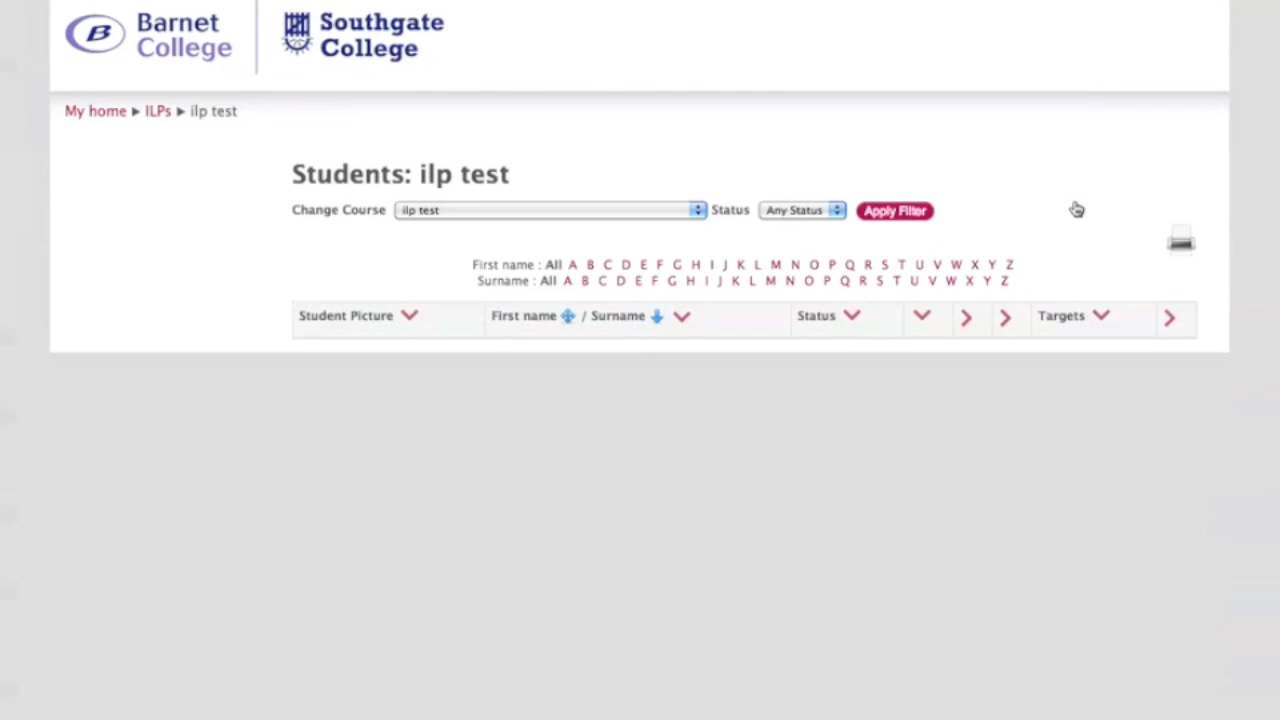 Barnet College
Southgate College
My home ► ILPs ► ilp test
Students: ilp test
Change Course ilp test Status Any Status Apply Filter
First name : All A B C D E F G H I J K L M N O P Q R S T U V W X Y Z
Surname : All A B C D E F G H I J K L M N O P Q R S T U V W X Y Z
Student Picture First name / Surname Status Targets